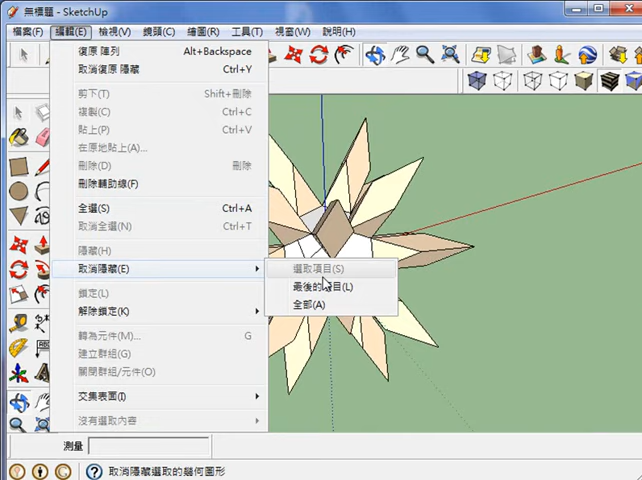 無標題 - SketchUp
檔案(F) 編輯(E) 檢視(V) 鏡頭(C) 繪圖(R) 工具(T) 視窗(W) 說明(H)
復原 陣列 Alt+Backspace
取消復原 隱藏 Ctrl+Y
剪下(T) Shift+刪除
複製(C) Ctrl+C
貼上(P) Ctrl+V
在原地貼上(A)...
刪除(D) 刪除
刪除輔助線(F)
全選(S) Ctrl+A
取消全選(N) Ctrl+T
隱藏(H)
取消隱藏(E)
選取項目(S)
最後的項目(L)
全部(A)
鎖定(L)
解除鎖定(K)
轉為元件(M)... G
建立群組(G)
關閉群組/元件(O)
交集表面(I)
沒有選取內容
測量
取消隱藏選取的幾何圖形